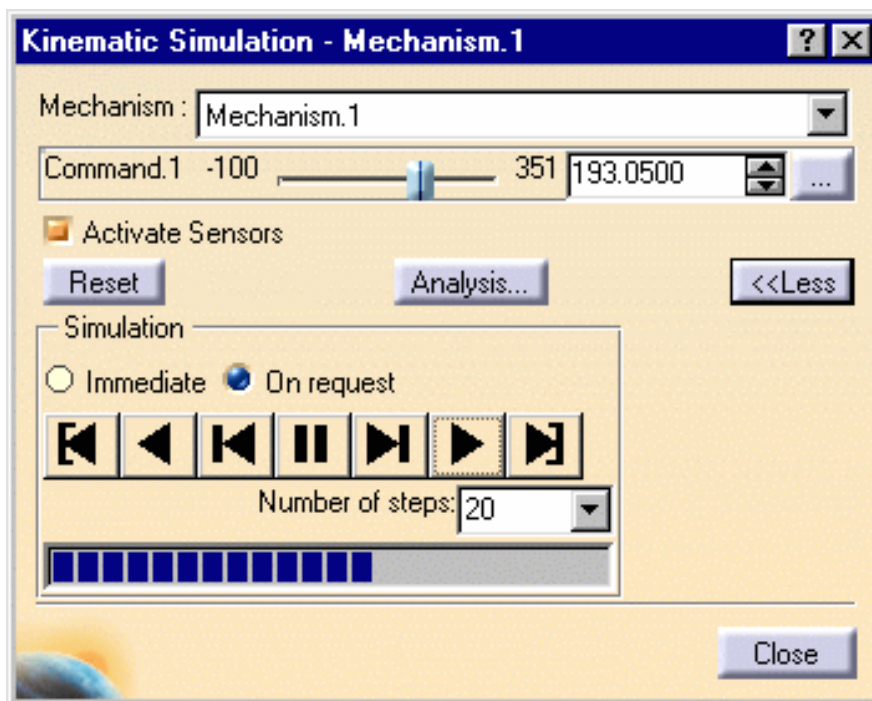 Kinematic Simulation - Mechanism.1
Mechanism : Mechanism.1
Command.1 -100 351 193.0500 ...
Activate Sensors
Reset Analysis... <<Less
Simulation
Immediate On request
Number of steps: 20
Close